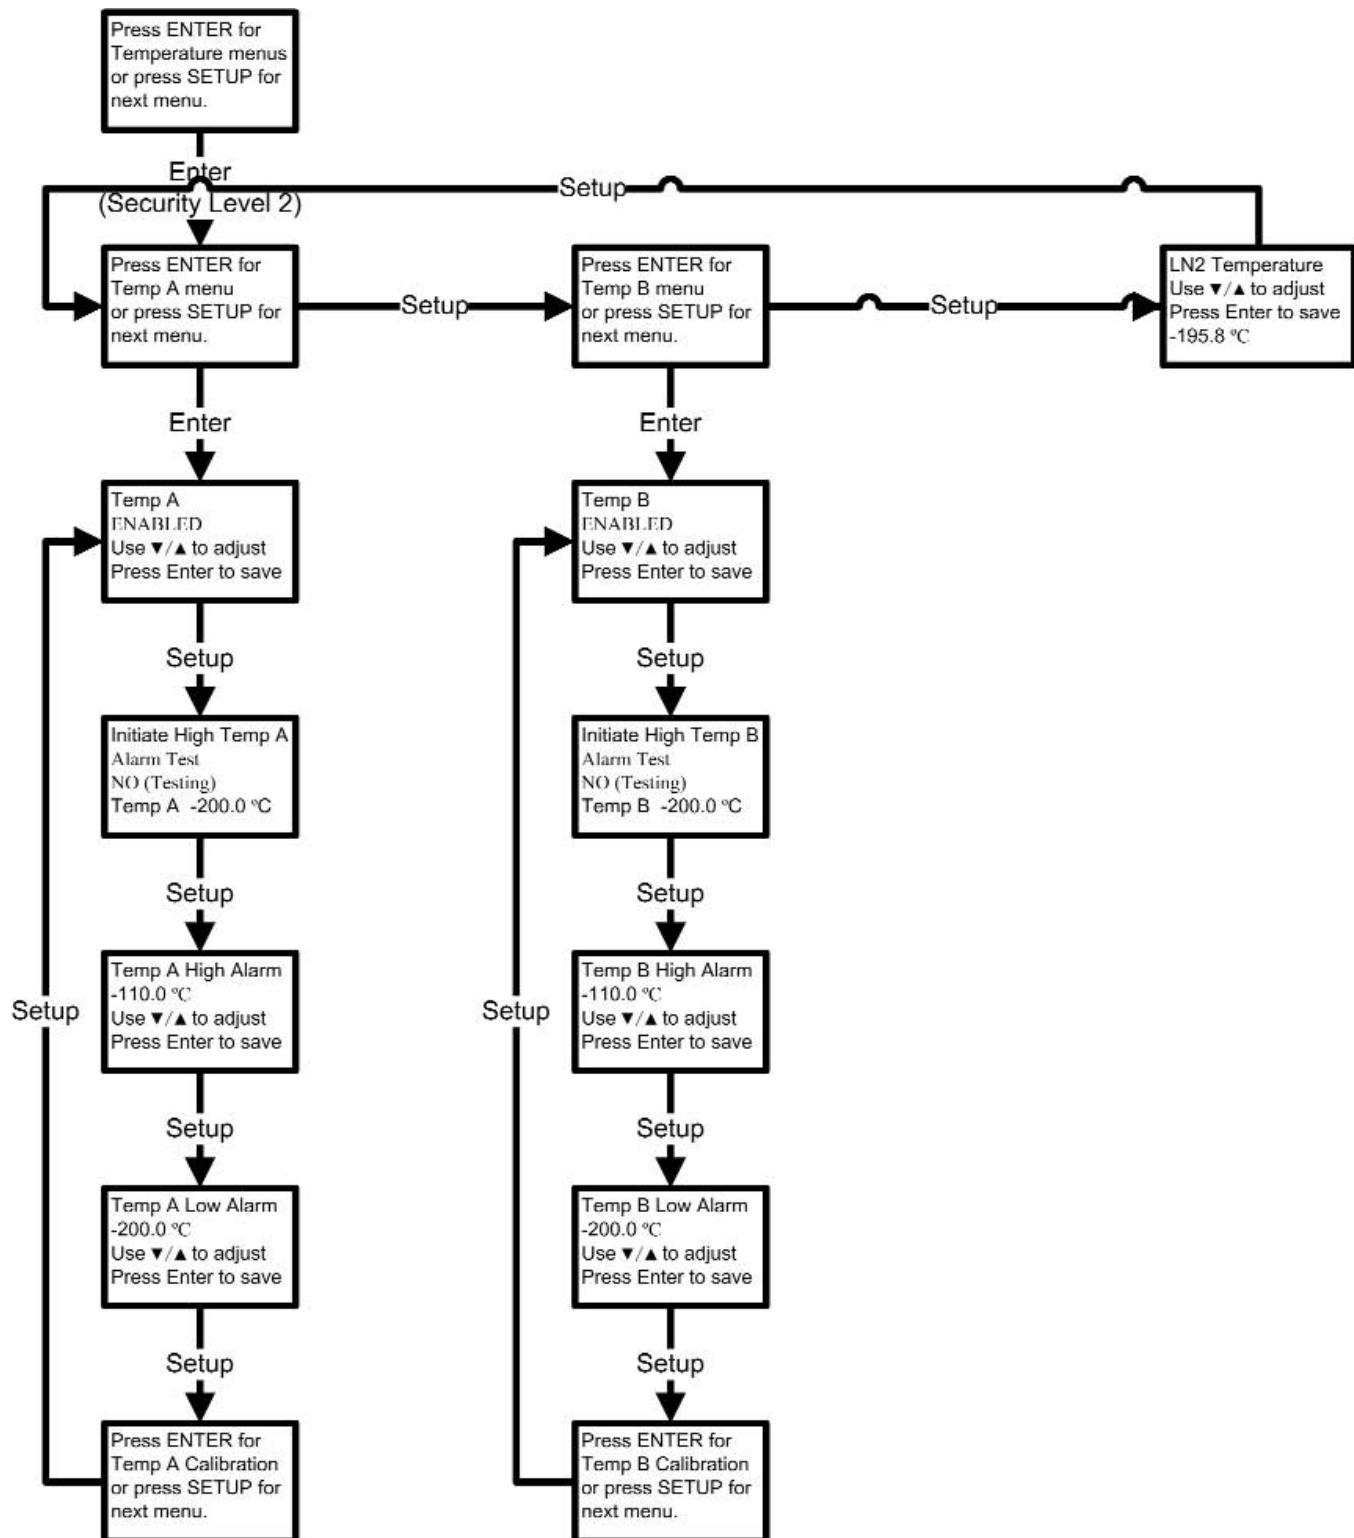 Press ENTER for
Temperature menus
or press SETUP for
next menu.
Enter
Setup
(Security Level 2)
Press ENTER for
Temp A menu
or press SETUP for
next menu.
Setup
Press ENTER for
Temp B menu
or press SETUP for
next menu.
Setup
LN2 Temperature
Use ▼/▲ to adjust
Press Enter to save
-195.8 °C
Enter
Enter
Temp A
ENABLED
Use ▼/▲ to adjust
Press Enter to save
Temp B
ENABLED
Use ▼/▲ to adjust
Press Enter to save
Setup
Setup
Initiate High Temp A
Alarm Test
NO (Testing)
Temp A -200.0 °C
Initiate High Temp B
Alarm Test
NO (Testing)
Temp B -200.0 °C
Setup
Setup
Temp A High Alarm
-110.0 °C
Use ▼/▲ to adjust
Press Enter to save
Temp B High Alarm
-110.0 °C
Use ▼/▲ to adjust
Press Enter to save
Setup
Setup
Setup
Setup
Temp A Low Alarm
-200.0 °C
Use ▼/▲ to adjust
Press Enter to save
Temp B Low Alarm
-200.0 °C
Use ▼/▲ to adjust
Press Enter to save
Setup
Setup
Press ENTER for
Temp A Calibration
or press SETUP for
next menu.
Press ENTER for
Temp B Calibration
or press SETUP for
next menu.